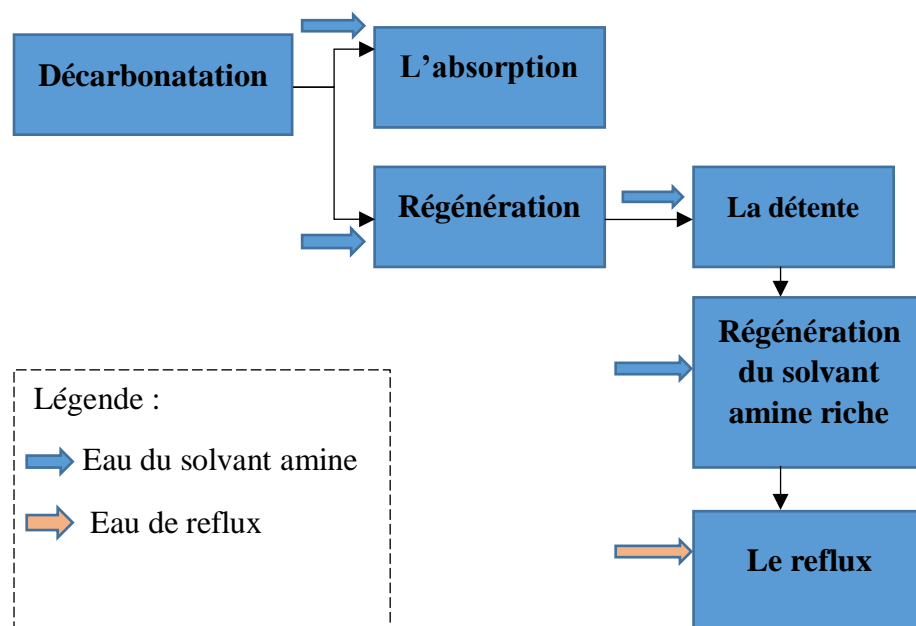 Décarbonatation
L'absorption
Régénération
La détente
Régénération
du solvant
amine riche
Le reflux
Légende :
Eau du solvant amine
Eau de reflux